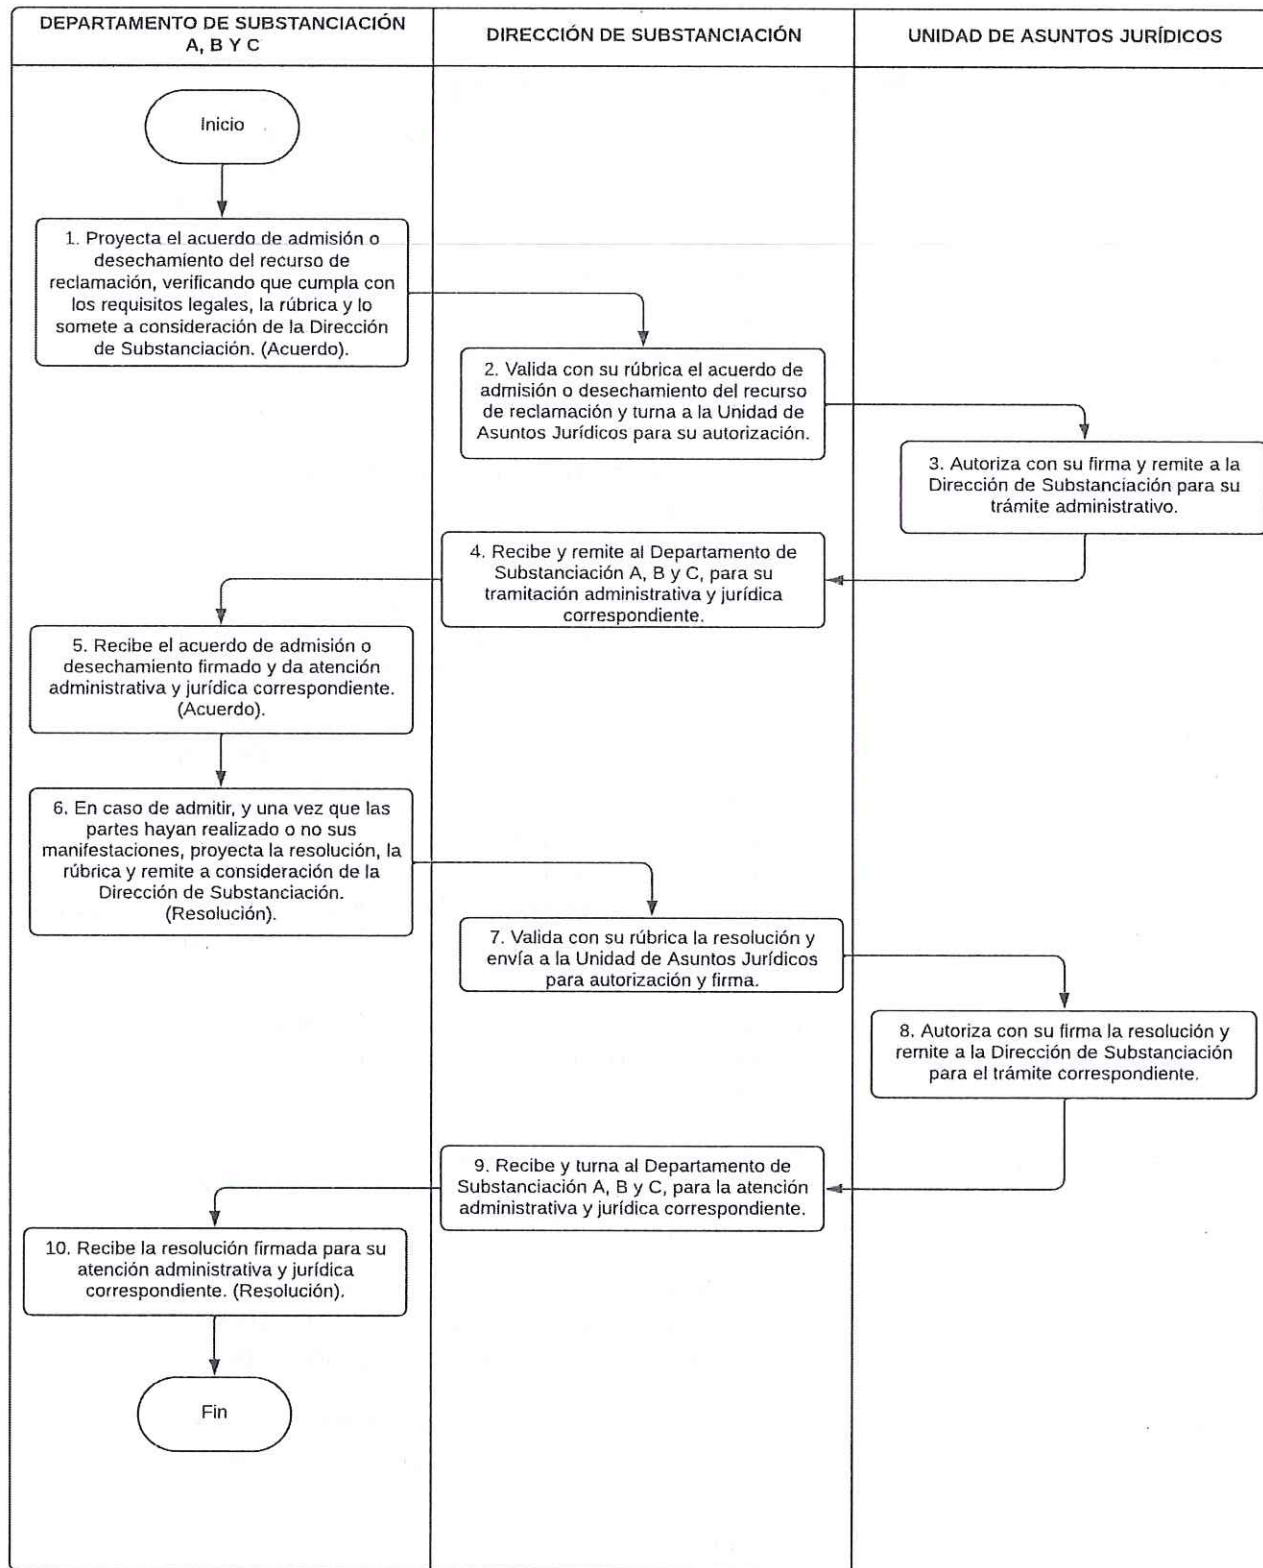 DEPARTAMENTO DE SUBSTANCIACIÓN
A, B Y C
DIRECCIÓN DE SUBSTANCIACIÓN
UNIDAD DE ASUNTOS JURÍDICOS
Inicio
1. Proyecta el acuerdo de admisión o
desechamiento del recurso de
reclamación, verificando que cumpla con
los requisitos legales, la rúbrica y lo
somete a consideración de la Dirección
de Substanciación. (Acuerdo).
2. Valida con su rúbrica el acuerdo de
admisión o desechamiento del recurso
de reclamación y turna a la Unidad de
Asuntos Jurídicos para su autorización.
3. Autoriza con su firma y remite a la
Dirección de Substanciación para su
trámite administrativo.
4. Recibe y remite al Departamento de
Substanciación A, B y C, para su
tramitación administrativa y jurídica
correspondiente.
5. Recibe el acuerdo de admisión o
desechamiento firmado y da atención
administrativa y jurídica correspondiente.
(Acuerdo).
6. En caso de admitir, y una vez que las
partes hayan realizado o no sus
manifestaciones, proyecta la resolución, la
rúbrica y remite a consideración de la
Dirección de Substanciación.
(Resolución).
7. Valida con su rúbrica la resolución y
envía a la Unidad de Asuntos Jurídicos
para autorización y firma.
8. Autoriza con su firma la resolución y
remite a la Dirección de Substanciación
para el trámite correspondiente.
9. Recibe y turna al Departamento de
Substanciación A, B y C, para la atención
administrativa y jurídica correspondiente.
10. Recibe la resolución firmada para su
atención administrativa y jurídica
correspondiente. (Resolución).
Fin